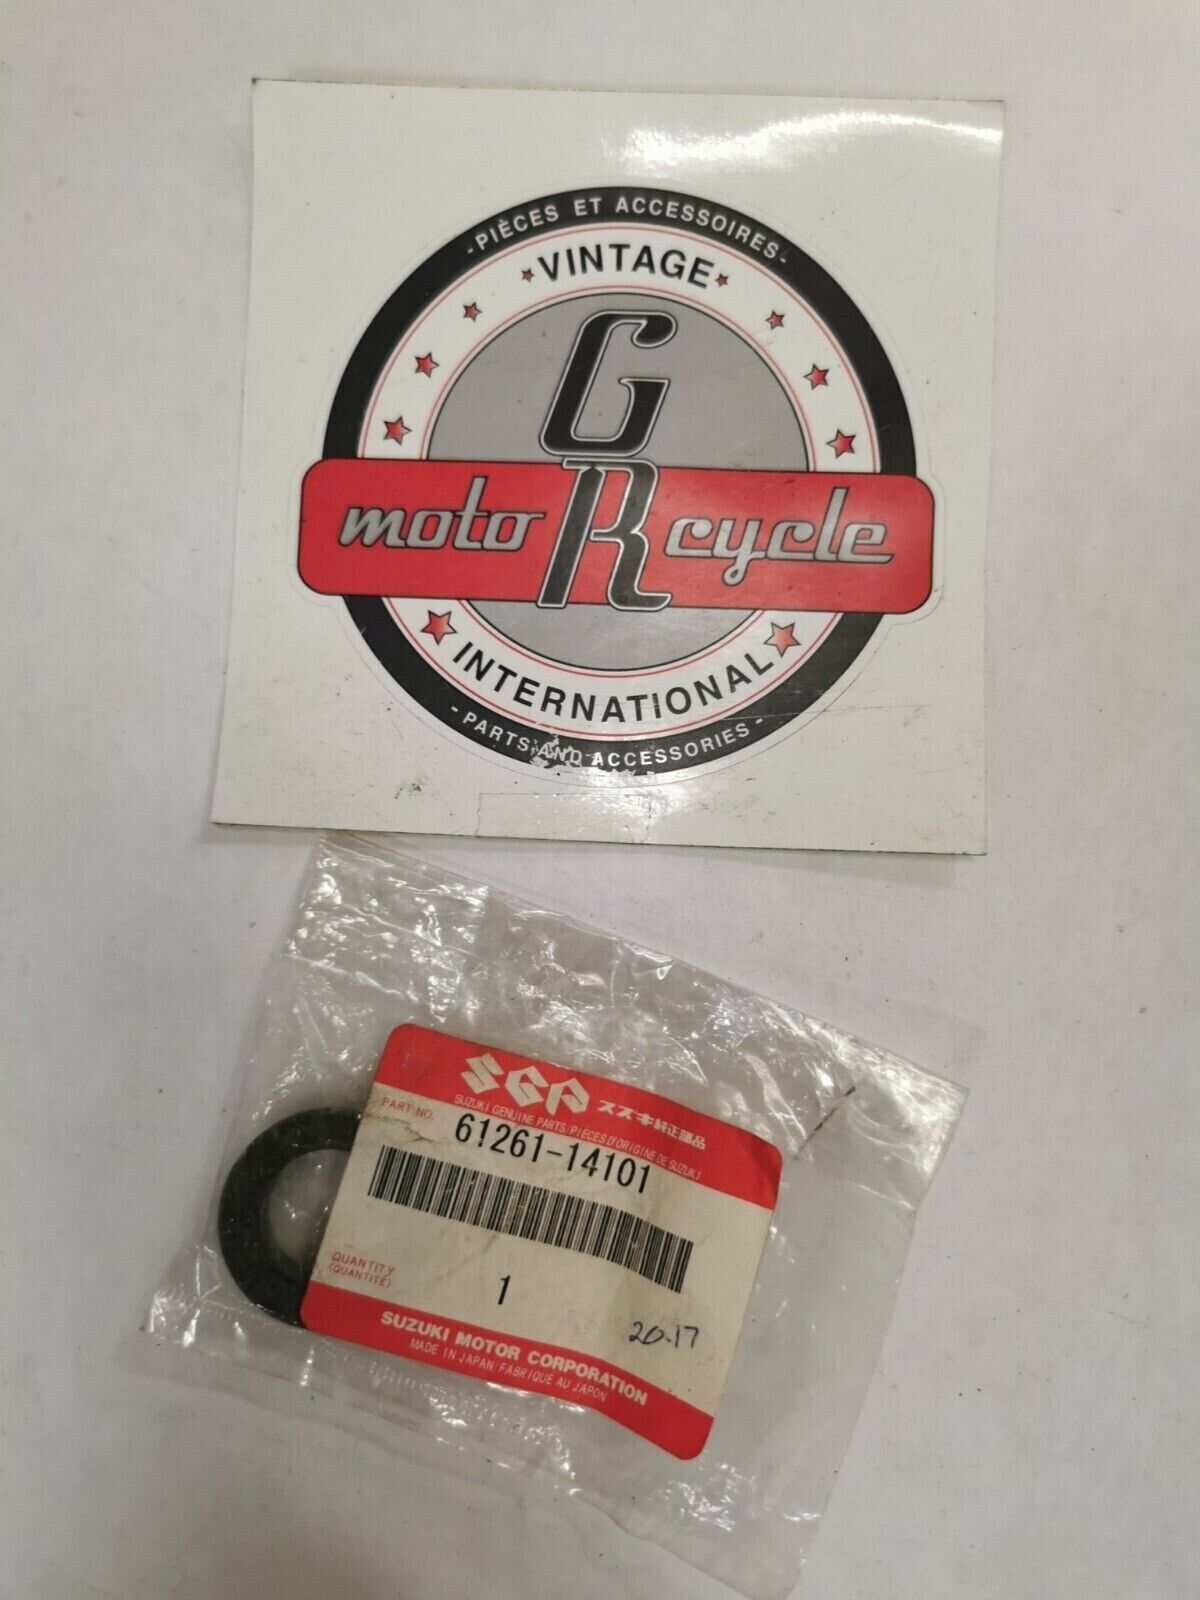 - PIÈCES ET ACCESSOIRES -
VINTAGE
G
moto R cycle
INTERNATIONAL
- PARTS AND ACCESSORIES -
SGP スズキ純正部品
SUZUKI GENUINE PARTS/PIECES D'ORIGINE DE SUZUKI
PART NO. 61261-14101
QUANTITY
(QUANTITÉ) 1
20.17
SUZUKI MOTOR CORPORATION
MADE IN JAPAN/FABRIQUE AU JAPON